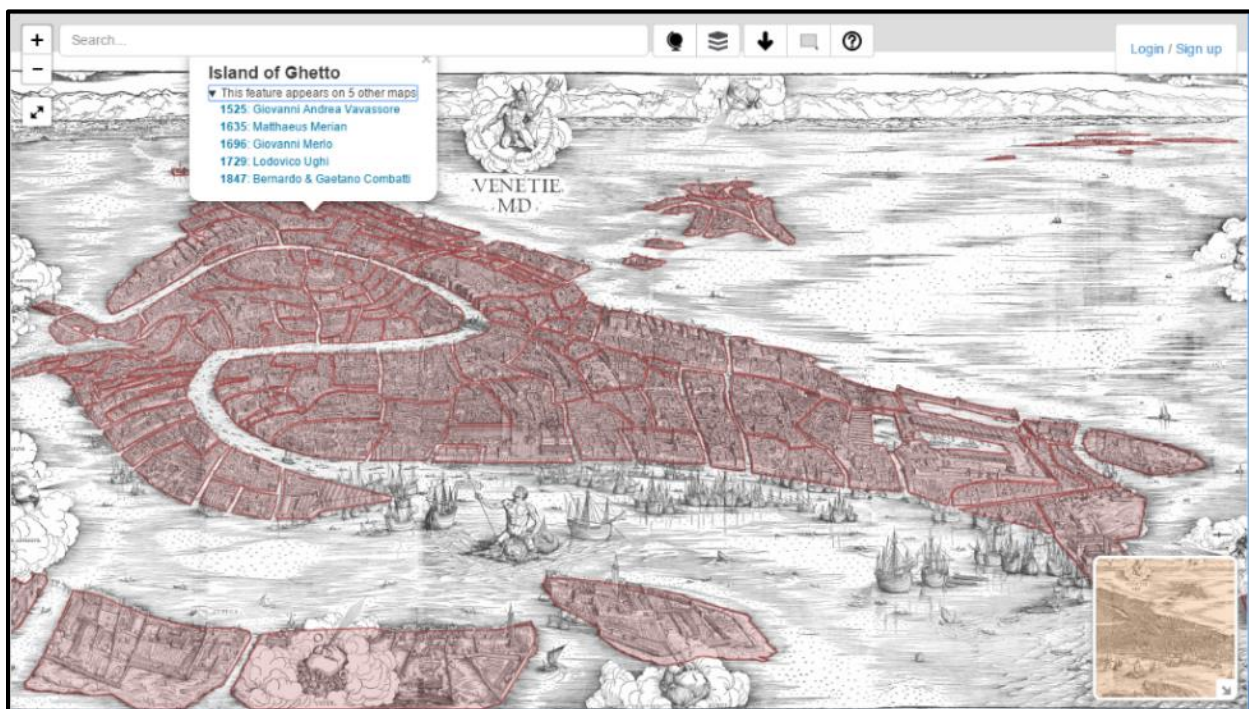 +
Search...
Login / Sign up
−
Island of Ghetto
▼ This feature appears on 5 other maps
1525: Giovanni Andrea Vavassore
1635: Matthaeus Merian
1696: Giovanni Merlo
1729: Lodovico Ughi
1847: Bernardo & Gaetano Combatti
VENETIE
MD